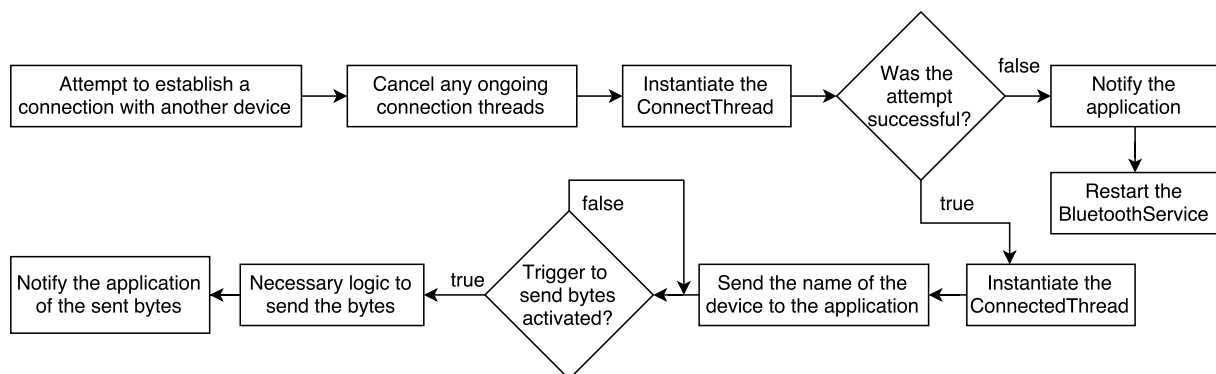 Attempt to establish a
connection with another device
Cancel any ongoing
connection threads
Instantiate the
ConnectThread
Was the
attempt
successful?
false
Notify the
application
Restart the
BluetoothService
true
Instantiate the
ConnectedThread
Send the name of the
device to the application
false
Trigger to
send bytes
activated?
true
Necessary logic to
send the bytes
Notify the application
of the sent bytes